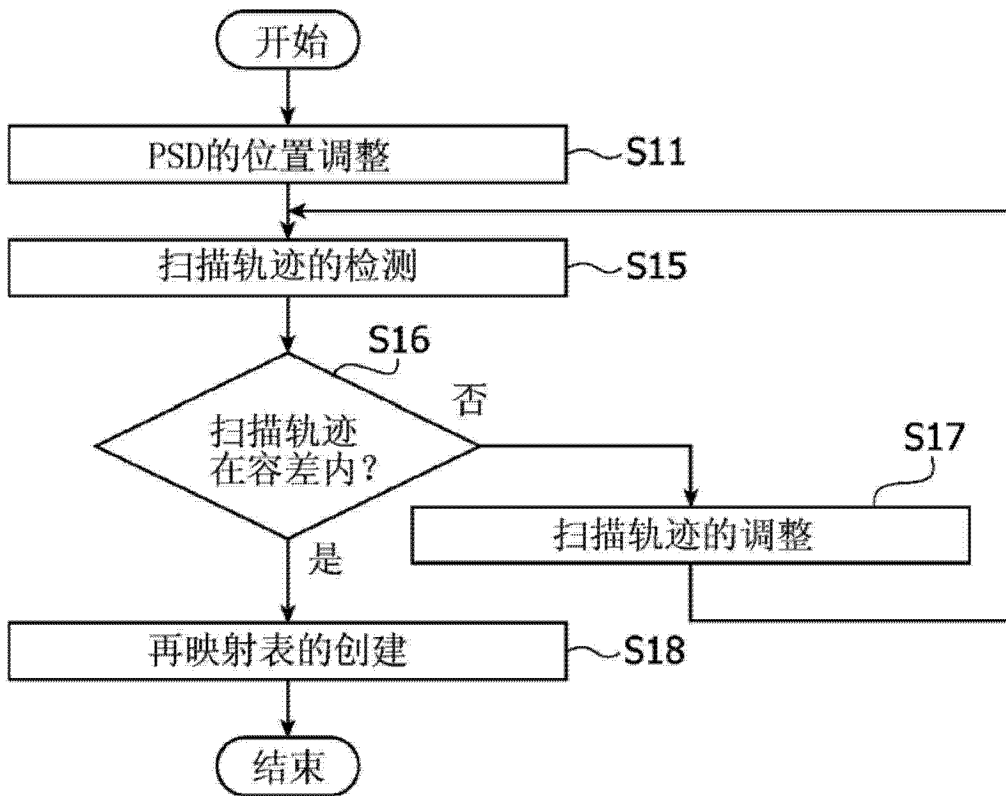 开始
PSD的位置调整
S11
扫描轨迹的检测
S15
S16
扫描轨迹
在容差内?
否
S17
扫描轨迹的调整
是
再映射表的创建
S18
结束